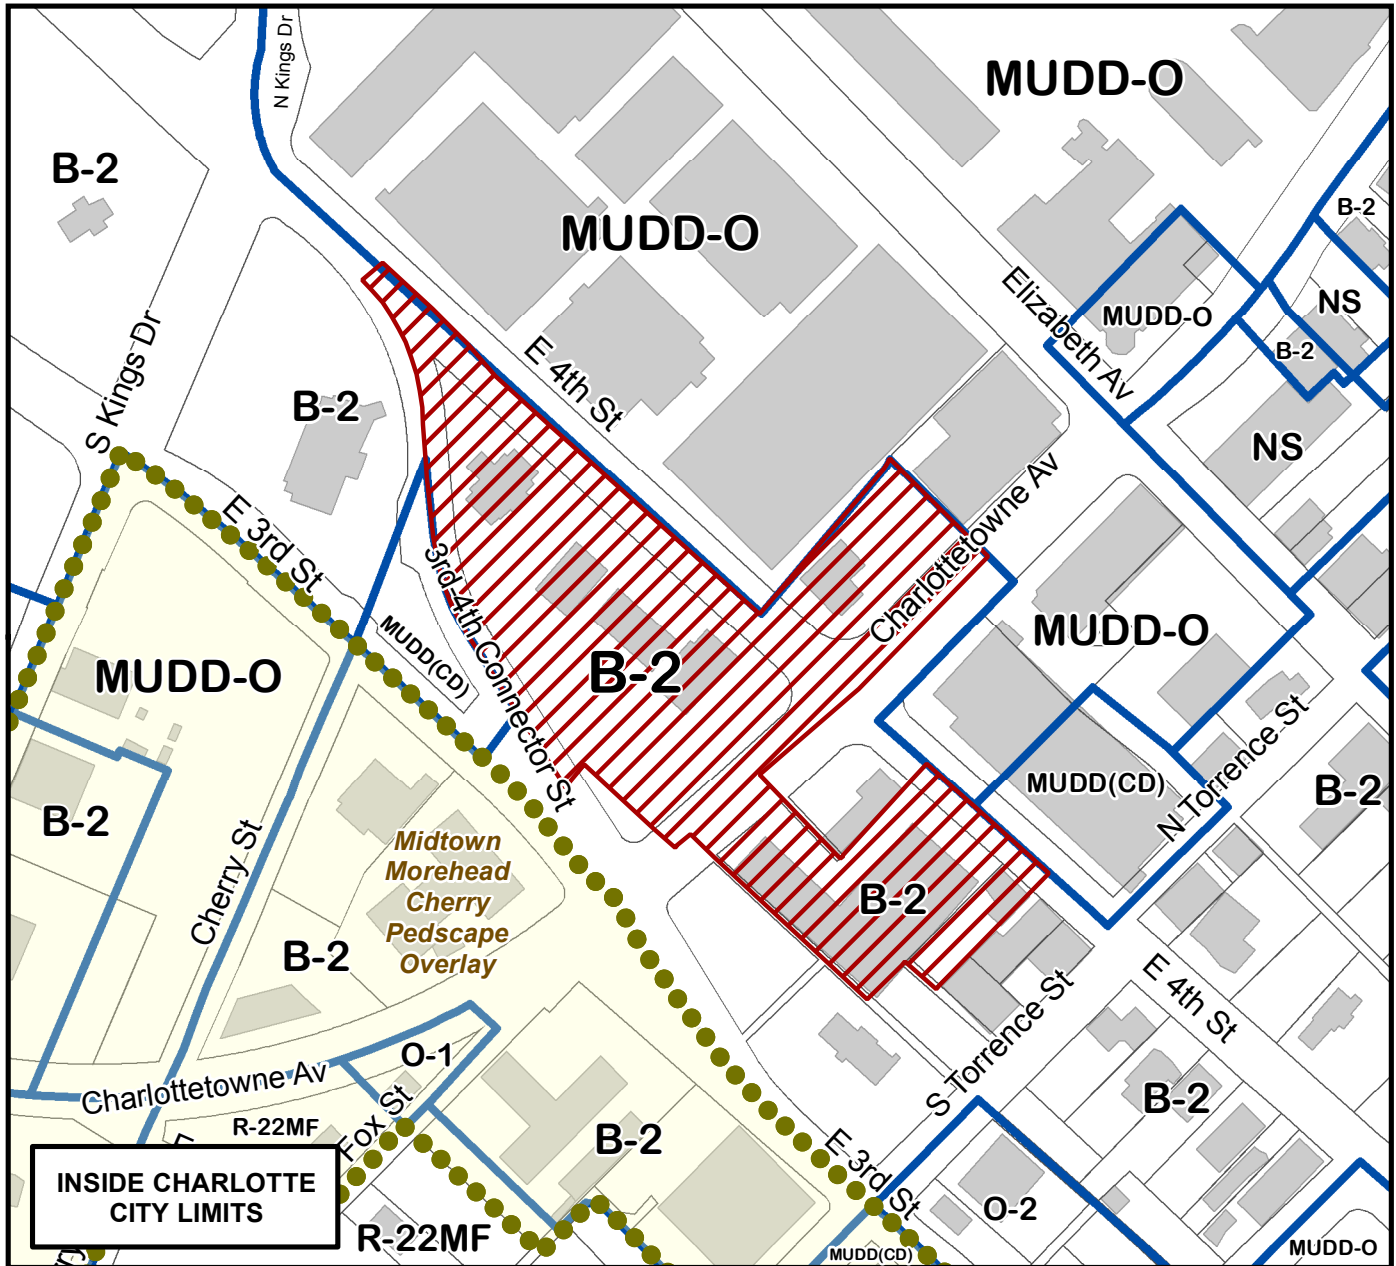 N Kings Dr
MUDD-O
B-2
B-2
MUDD-O
Elizabeth Av
MUDD-O
NS
B-2
S Kings Dr
B-2
E 4th St
NS
E 3rd St
Charlottetowne Av
3rd-4th Connector St
MUDD(CD)
MUDD-O
MUDD-O
B-2
MUDD(CD)
N Torrence St
B-2
B-2
Cherry St
Midtown
Morehead
Cherry
Pedscape
Overlay
B-2
B-2
E 4th St
S Torrence St
O-1
Charlottetowne Av
R-22MF
Fox St
B-2
B-2
E 3rd St
INSIDE CHARLOTTE
CITY LIMITS
O-2
R-22MF
MUDD(CD)
MUDD-O